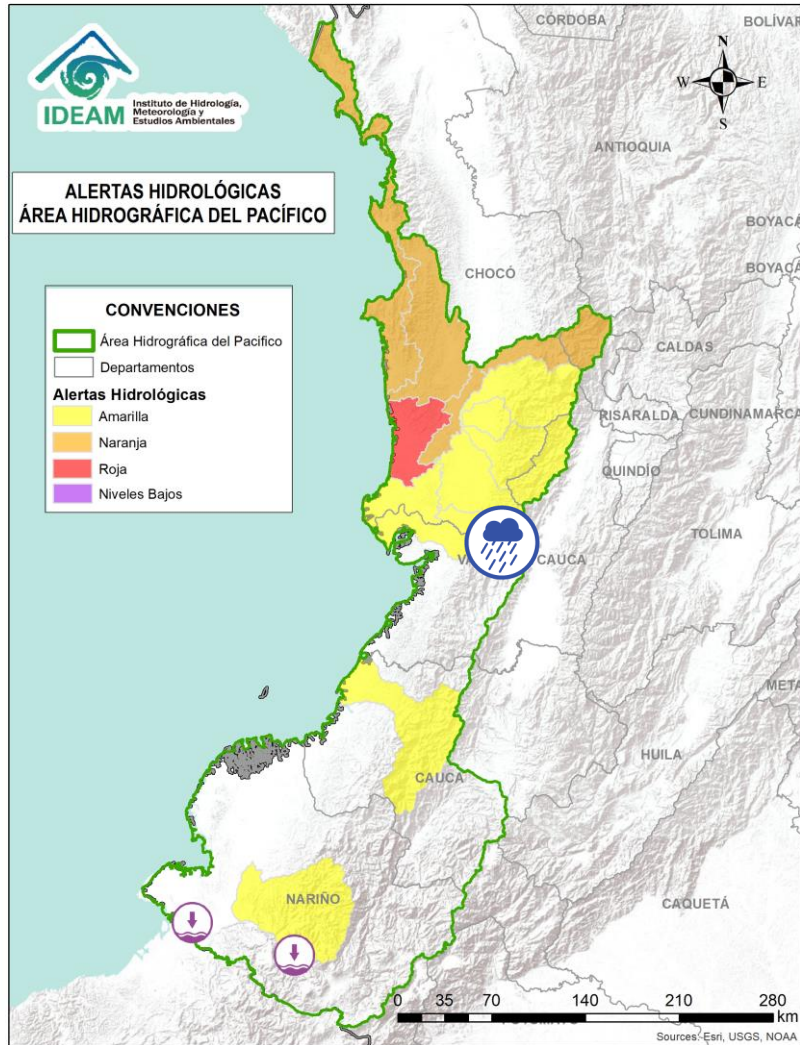 IDEAM
Instituto de Hidrología,
Meteorología y
Estudios Ambientales
ALERTAS HIDROLÓGICAS
ÁREA HIDROGRÁFICA DEL PACÍFICO
CONVENCIONES
Área Hidrográfica del Pacifico
Departamentos
Alertas Hidrológicas
Amarilla
Naranja
Roja
Niveles Bajos
CÓRDOBA
BOLÍVAR
N
W
E
S
ANTIOQUIA
BOYACÁ
CHOCÓ
BOYACÁ
CALDAS
RISARALDA
CUNDINAMARCA
QUINDÍO
TOLIMA
CAUCA
META
HUILA
CAUCA
NARIÑO
CAQUETÁ
0 35 70 140 210 280
km
Sources: Esri, USGS, NOAA